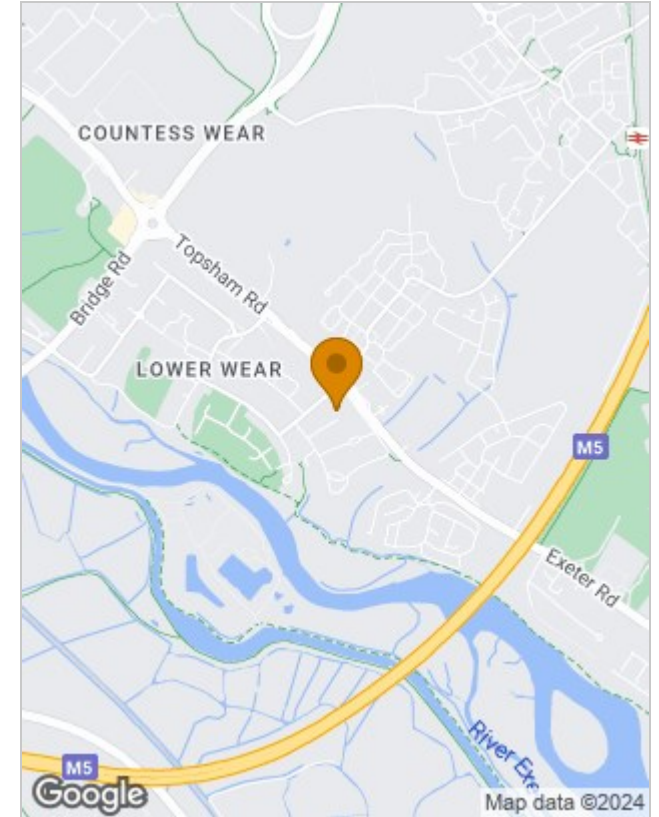 COUNTESS WEAR
Topsham Rd
Bridge Rd
LOWER WEAR
M5
Exeter Rd
M5
River Exe
Google
Map data ©2024